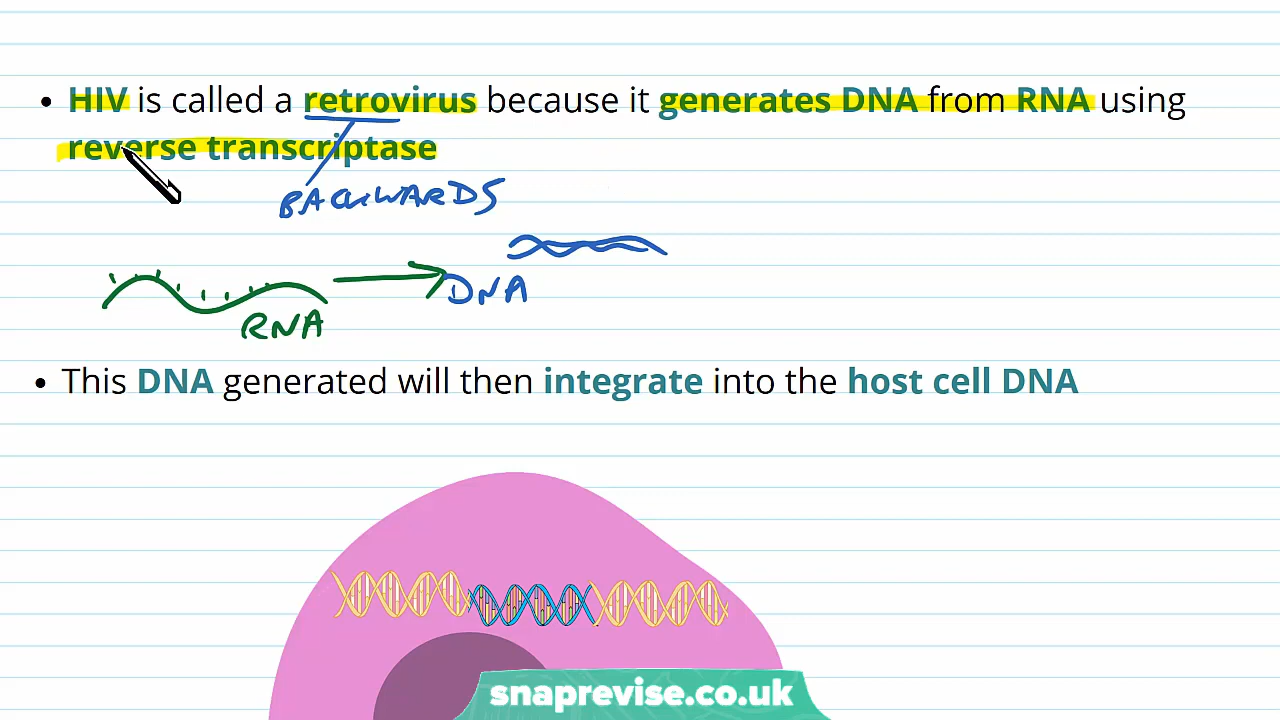 • HIV is called a retrovirus because it generates DNA from RNA using
reverse transcriptase
BACKWARDS
DNA
RNA
• This DNA generated will then integrate into the host cell DNA
snaprevise.co.uk